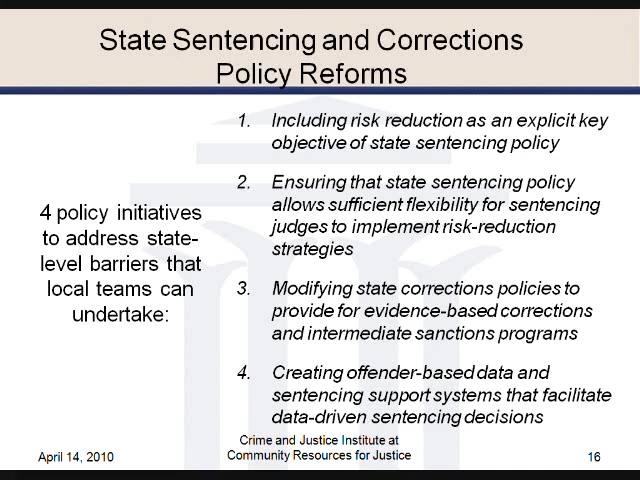 State Sentencing and Corrections
Policy Reforms
4 policy initiatives
to address state-
level barriers that
local teams can
undertake:
1. Including risk reduction as an explicit key
objective of state sentencing policy
2. Ensuring that state sentencing policy
allows sufficient flexibility for sentencing
judges to implement risk-reduction
strategies
3. Modifying state corrections policies to
provide for evidence-based corrections
and intermediate sanctions programs
4. Creating offender-based data and
sentencing support systems that facilitate
data-driven sentencing decisions
April 14, 2010
Crime and Justice Institute at
Community Resources for Justice
16